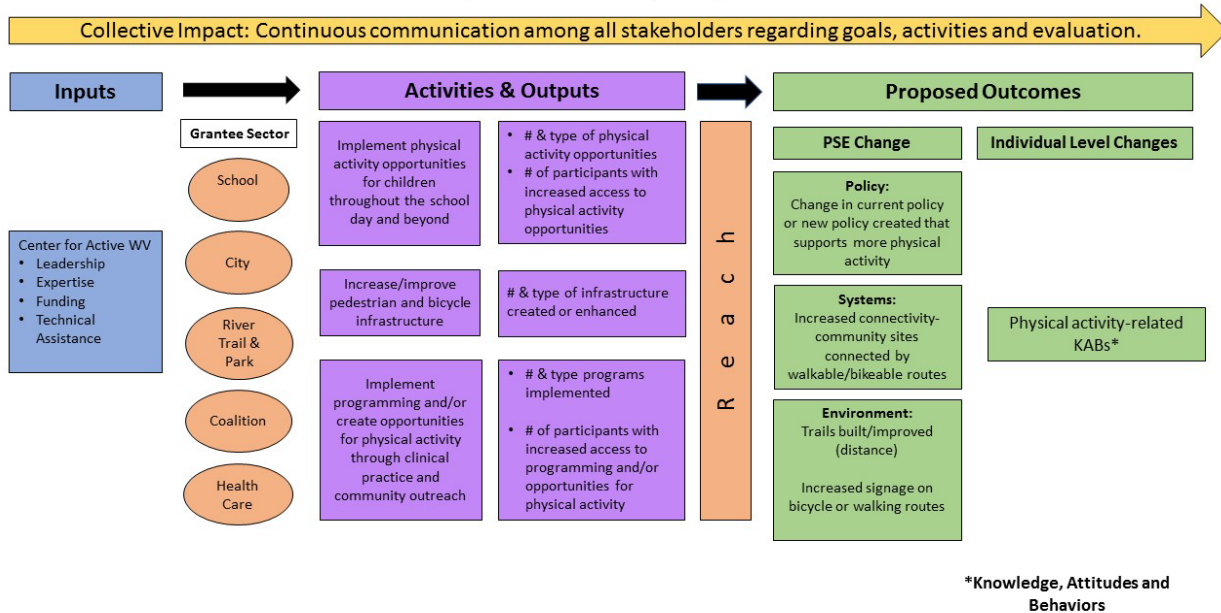 Collective Impact: Continuous communication among all stakeholders regarding goals, activities and evaluation.
Inputs
Activities & Outputs
Proposed Outcomes
Grantee Sector
School
City
River
Trail &
Park
Coalition
Health
Care
Center for Active WV
• Leadership
• Expertise
• Funding
• Technical
Assistance
Implement physical
activity opportunities
for children
throughout the school
day and beyond
• # & type of physical
activity opportunities
• # of participants with
increased access to
physical activity
opportunities
Increase/improve
pedestrian and bicycle
infrastructure
# & type of infrastructure
created or enhanced
Implement
programming and/or
create opportunities
for physical activity
through clinical
practice and
community outreach
• # & type programs
implemented
• # of participants with
increased access to
programming and/or
opportunities for
physical activity
Reach
PSE Change
Individual Level Changes
Policy:
Change in current policy
or new policy created that
supports more physical
activity
Systems:
Increased connectivity-
community sites
connected by
walkable/bikeable routes
Environment:
Trails built/improved
(distance)
Increased signage on
bicycle or walking routes
Physical activity-related
KABs*
*Knowledge, Attitudes and
Behaviors